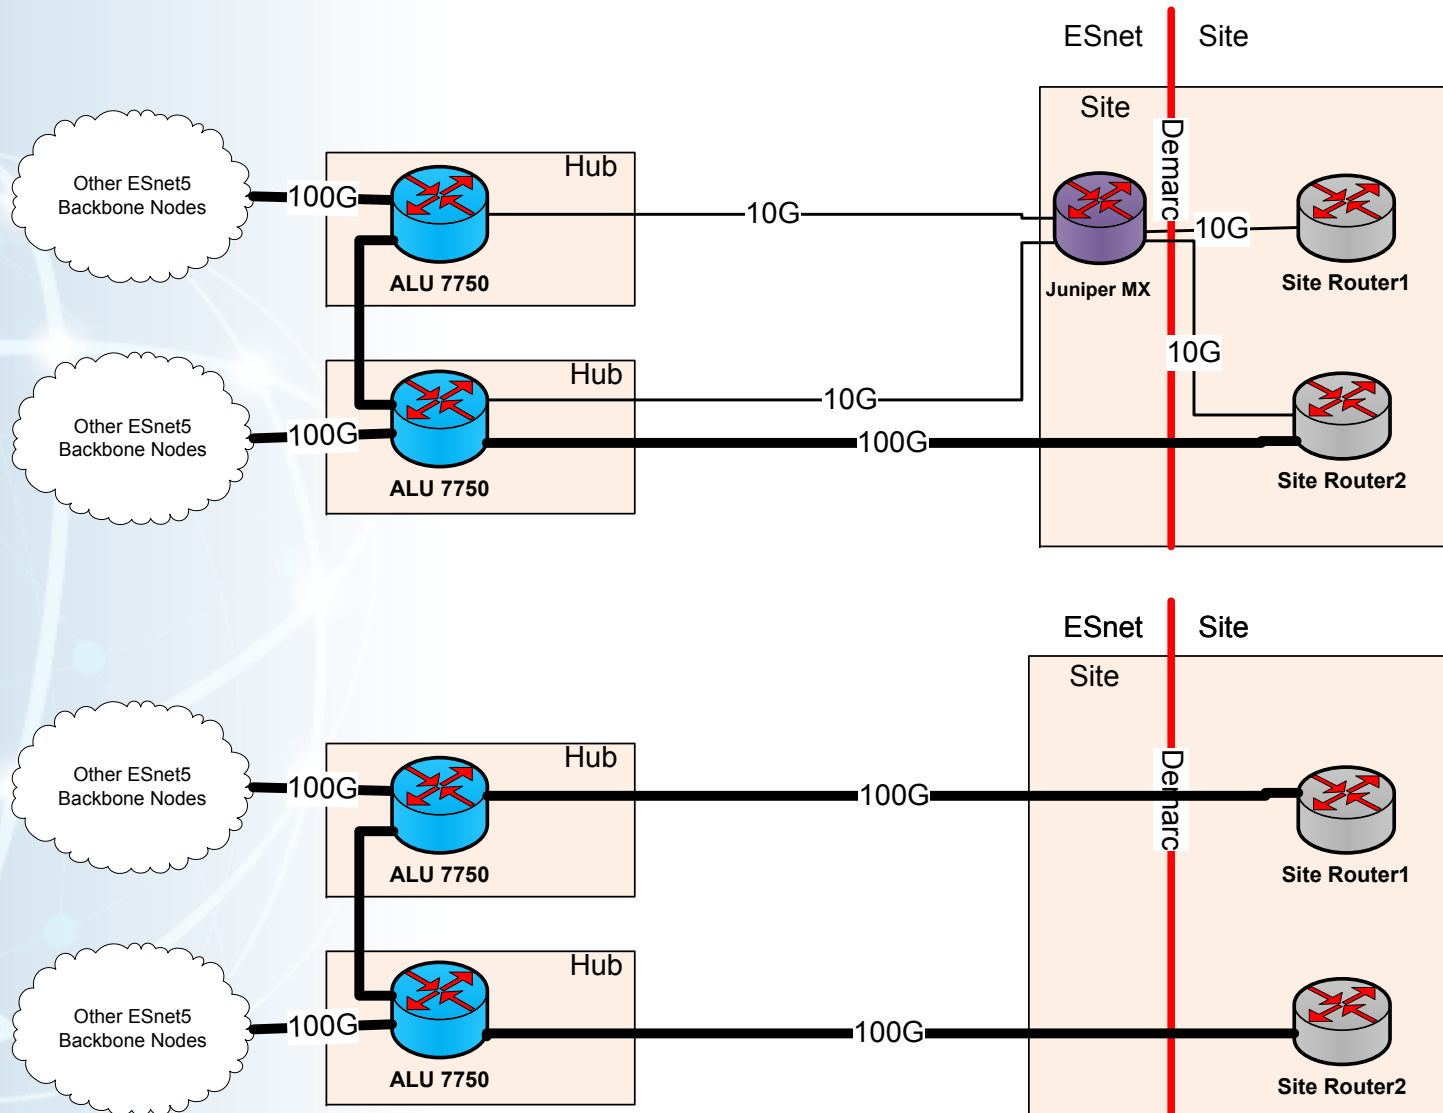 ESnet Site
Site
Demarc
Other ESnet5
Backbone Nodes
100G
Hub
ALU 7750
10G
Juniper MX
10G
Site Router1
10G
Other ESnet5
Backbone Nodes
100G
Hub
ALU 7750
10G
100G
Site Router2
ESnet Site
Site
Demarc
Other ESnet5
Backbone Nodes
100G
Hub
ALU 7750
100G
Site Router1
Other ESnet5
Backbone Nodes
100G
Hub
ALU 7750
100G
Site Router2